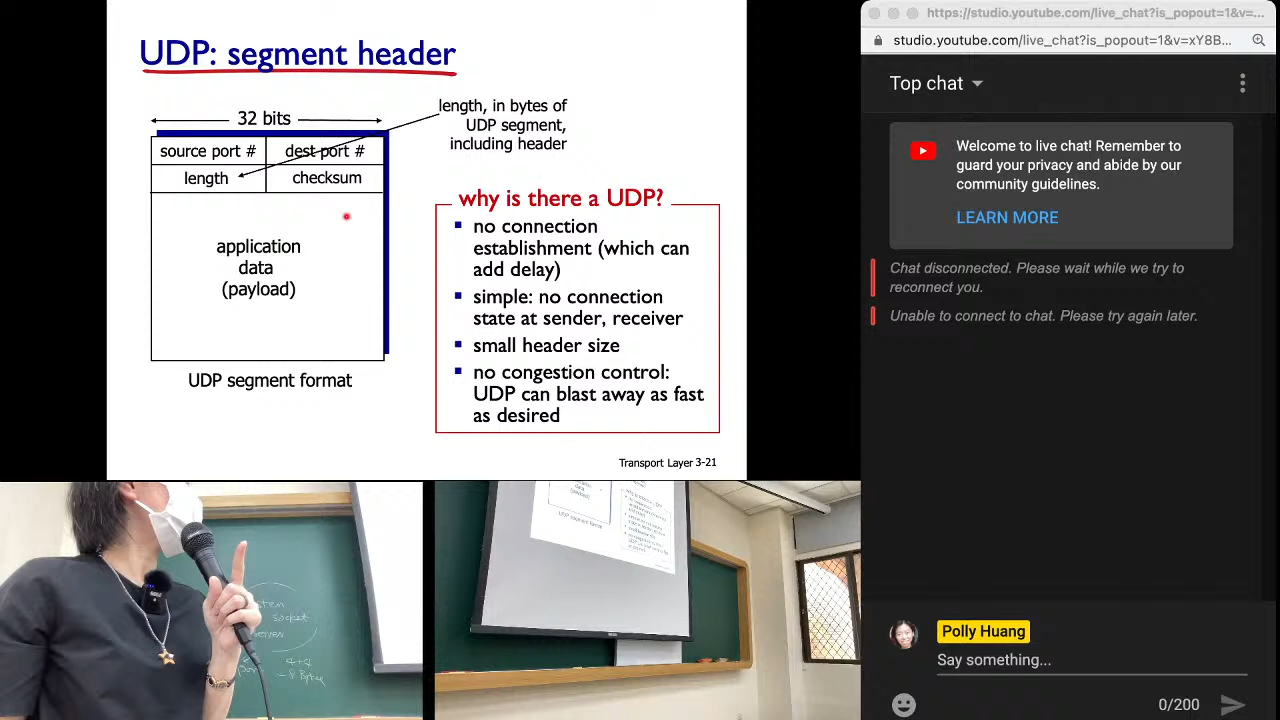 UDP: segment header
32 bits
source port #
dest port #
length
checksum
application
data
(payload)
UDP segment format
length, in bytes of
UDP segment,
including header
why is there a UDP?
no connection
establishment (which can
add delay)
simple: no connection
state at sender, receiver
small header size
no congestion control:
UDP can blast away as fast
as desired
Transport Layer 3-21
https://studio.youtube.com/live_chat?is_popout=1&v=...
studio.youtube.com/live_chat?is_popout=1&v=xY8B...
Top chat
Welcome to live chat! Remember to
guard your privacy and abide by our
community guidelines.
LEARN MORE
Chat disconnected. Please wait while we try to
reconnect you.
Unable to connect to chat. Please try again later.
Polly Huang
Say something...
0/200
socket
4+4
UDP segment format